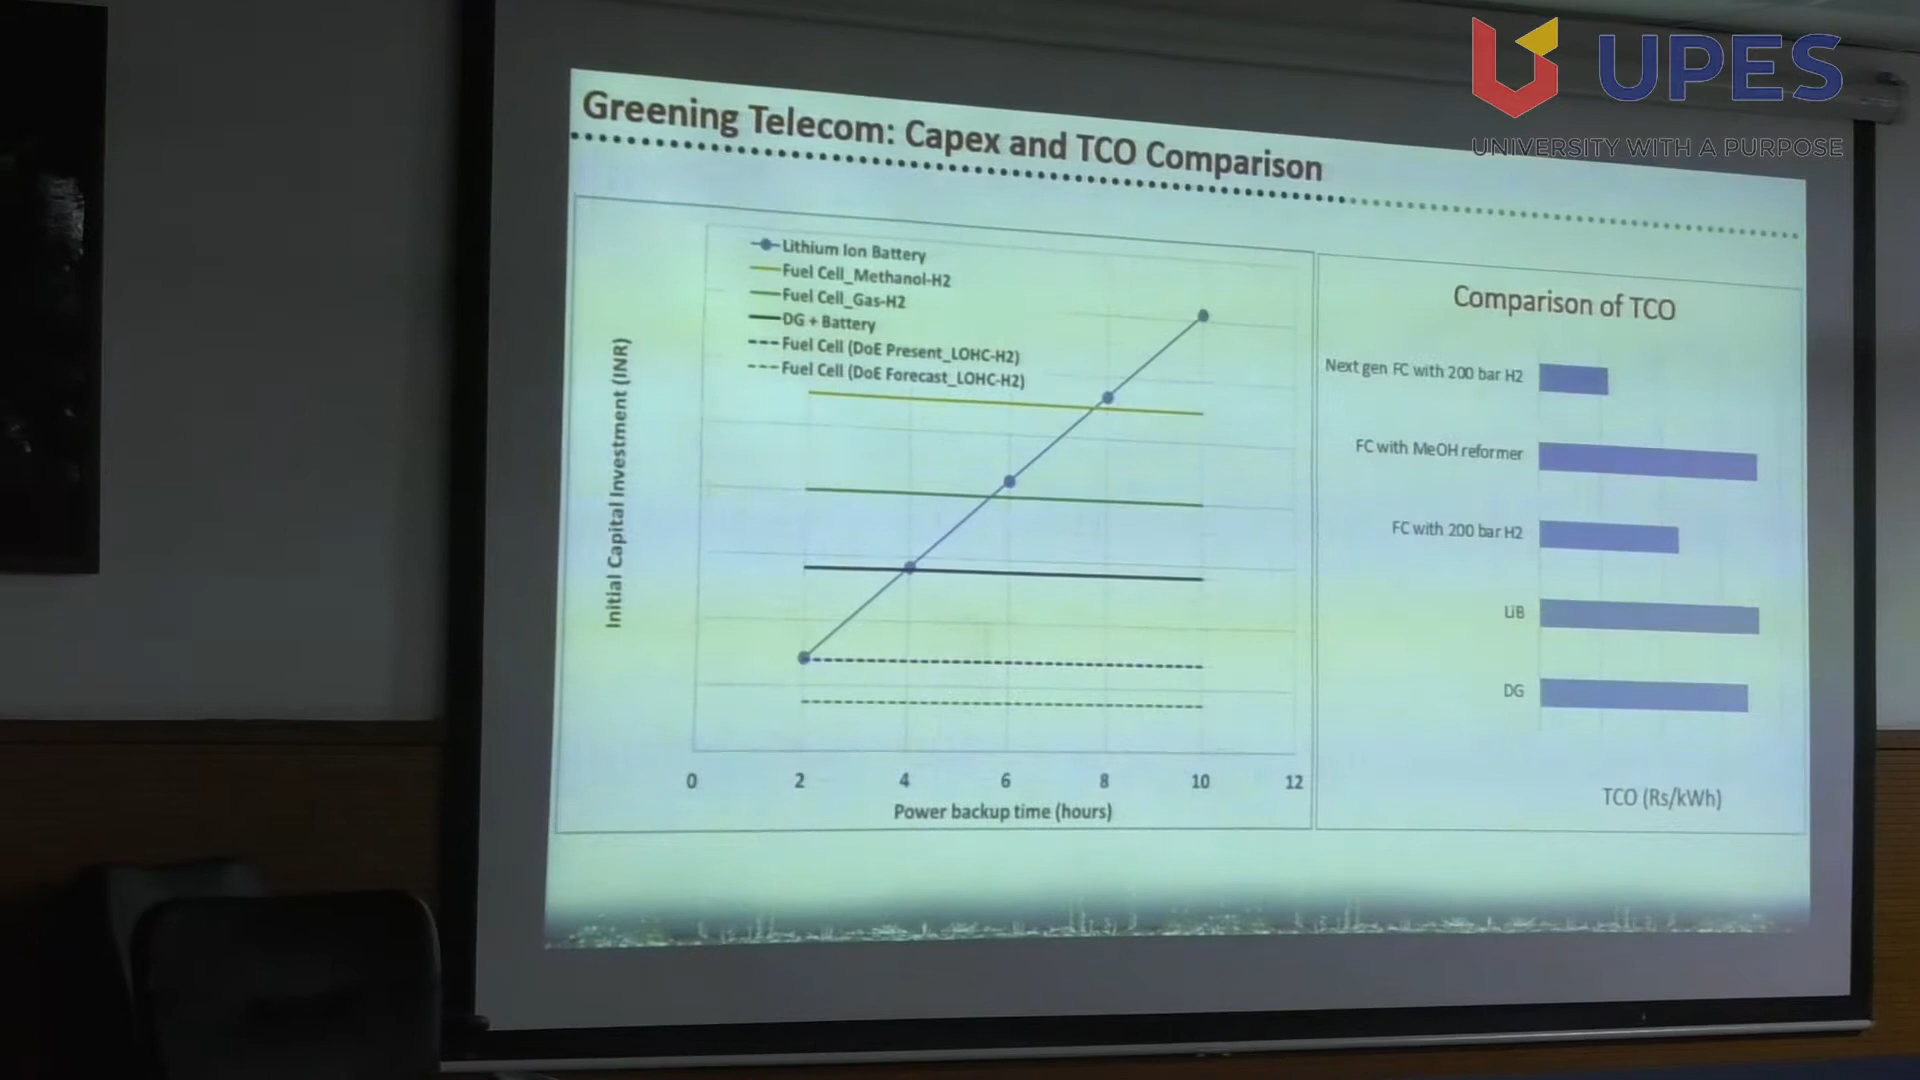 UPES
UNIVERSITY WITH A PURPOSE
Greening Telecom: Capex and TCO Comparison
Lithium Ion Battery
Fuel Cell_Methanol-H2
Fuel Cell_Gas-H2
DG + Battery
Fuel Cell (DoE Present_LOHC-H2)
Fuel Cell (DoE Forecast_LOHC-H2)
Initial Capital Investment (INR)
0 2 4 6 8 10 12
Power backup time (hours)
Comparison of TCO
Next gen FC with 200 bar H2
FC with MeOH reformer
FC with 200 bar H2
LiB
DG
TCO (Rs/kWh)